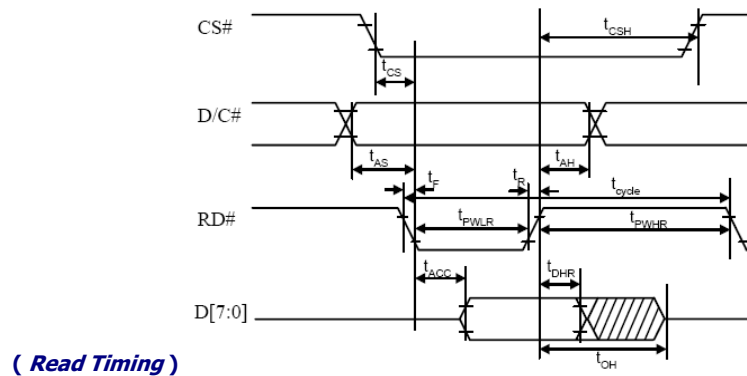 CS#
tCSH
tCS
D/C#
tAS
tF
tR
tAH
tcycle
RD#
tPWLR
tPWHR
tACC
tDHR
D[7:0]
tOH
( Read Timing )